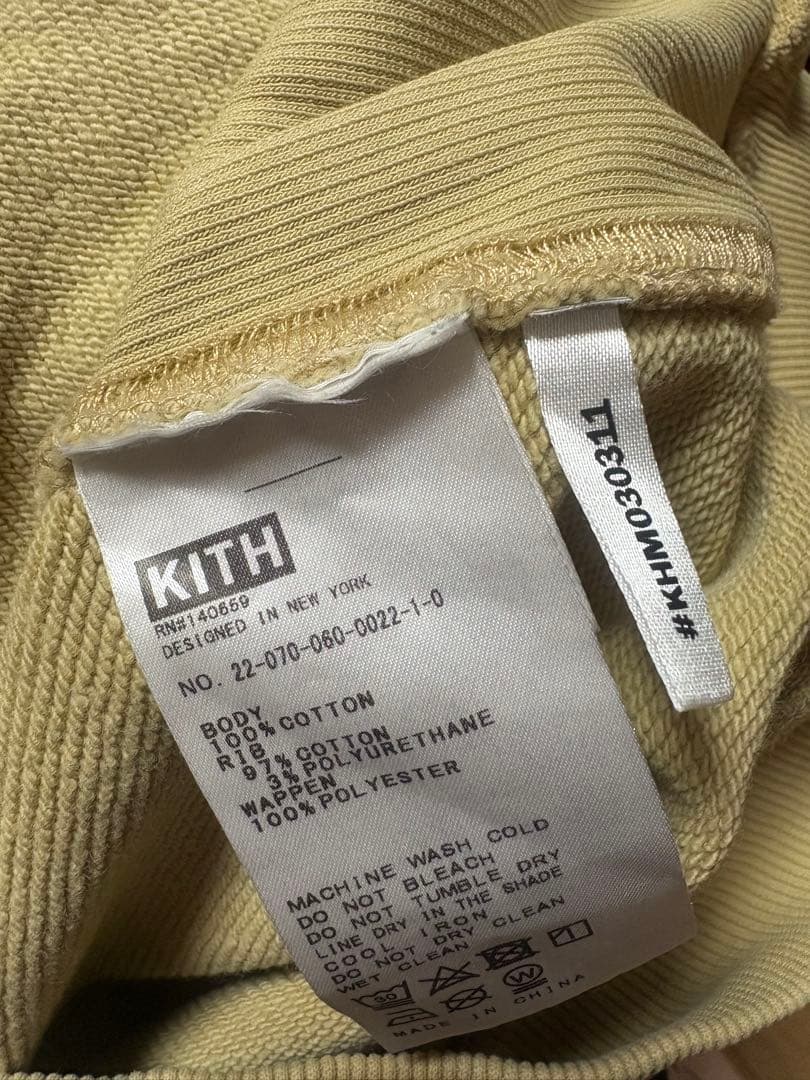 KITH
RN#140659
DESIGNED IN NEW YORK
NO. 22-070-060-0022-1-0
BODY
100% COTTON
RIB
97% COTTON
3% POLYURETHANE
WAPPEN
100% POLYESTER
MACHINE WASH COLD
DO NOT BLEACH
DO NOT TUMBLE DRY
LINE DRY IN THE SHADE
COOL IRON
DO NOT DRY CLEAN
WET CLEAN
30
W
MADE IN CHINA
#KHM030311